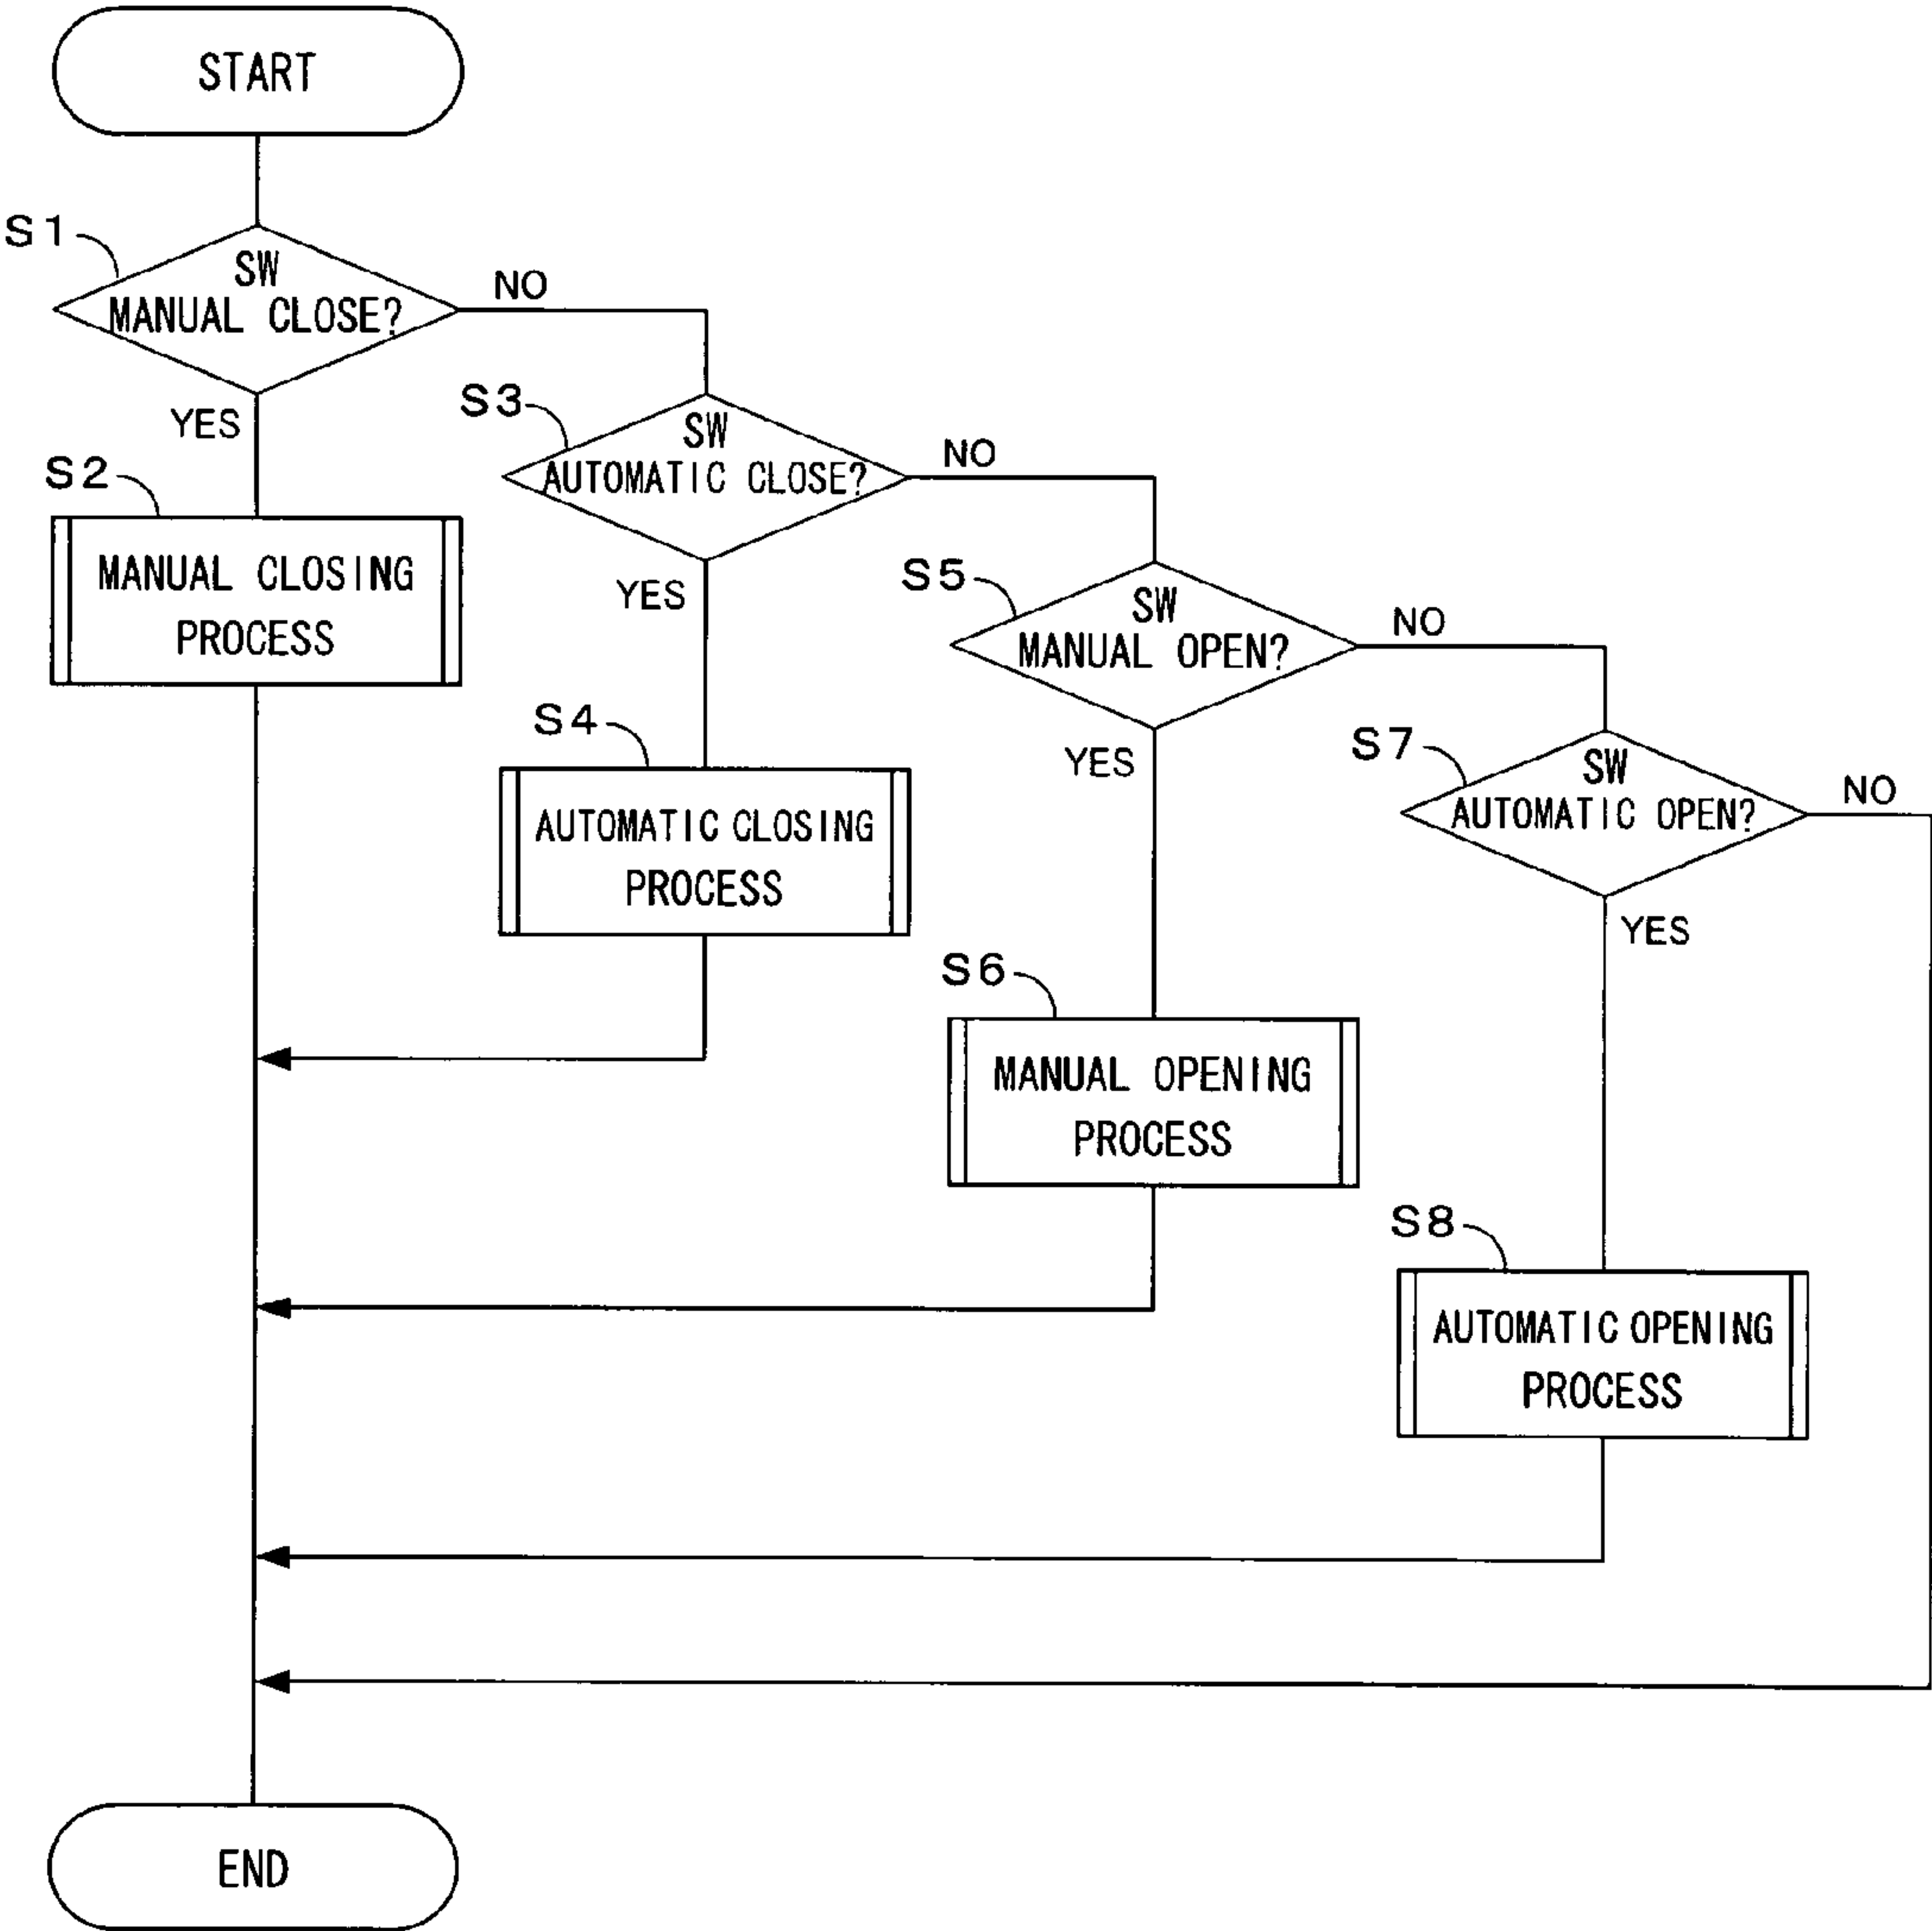 START
S1
SW
MANUAL CLOSE?
NO
YES
S2
MANUAL CLOSING
PROCESS
S3
SW
AUTOMATIC CLOSE?
NO
YES
S4
AUTOMATIC CLOSING
PROCESS
S5
SW
MANUAL OPEN?
NO
YES
S6
MANUAL OPENING
PROCESS
S7
SW
AUTOMATIC OPEN?
NO
YES
S8
AUTOMATIC OPENING
PROCESS
END